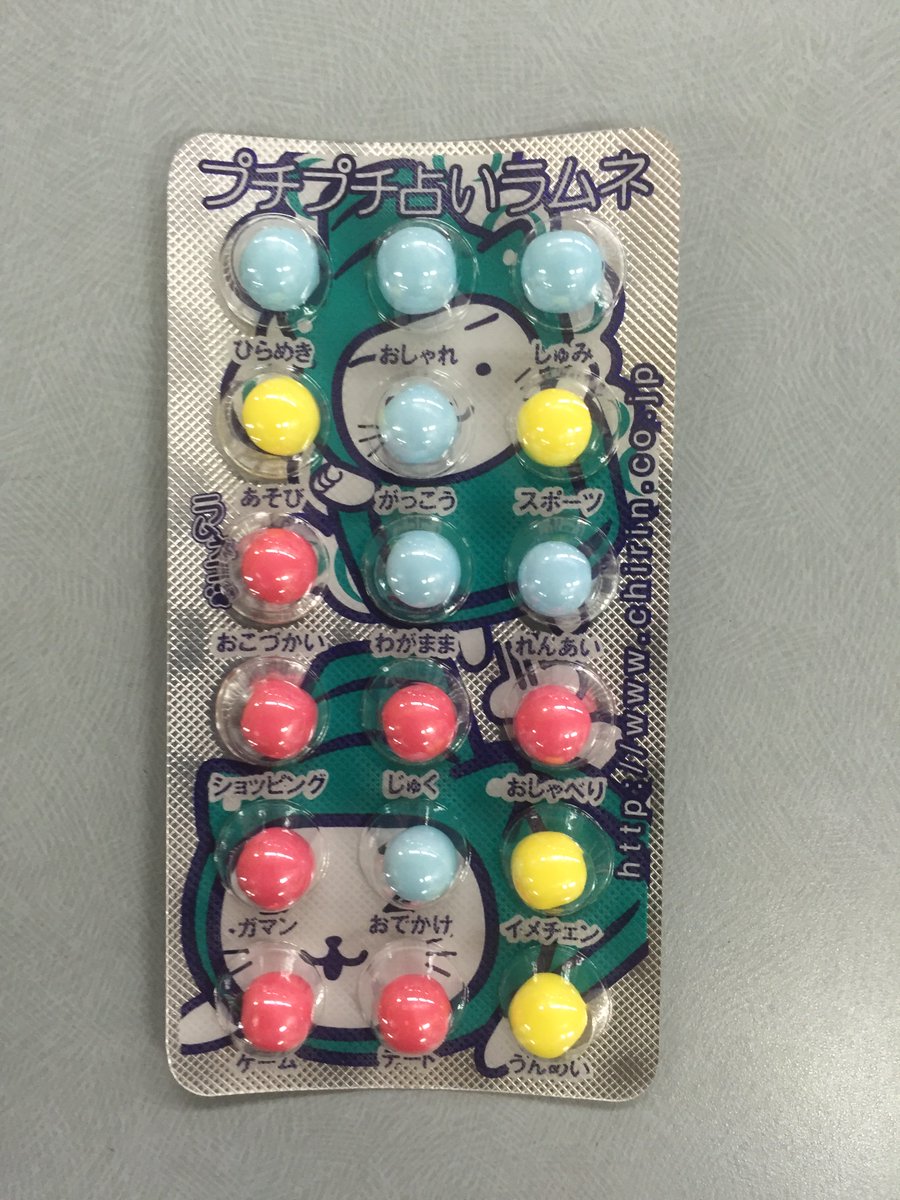 プチプチ占いラムネ
ひらめき おしゃれ しゅみ
あそび がっこう スポーツ
おこづかい わがまま れんあい
ショッピング じゅく おしゃべり
ガマン おでかけ イメチェン
ゲーム デート うんめい
http://www.chirin.co.jp